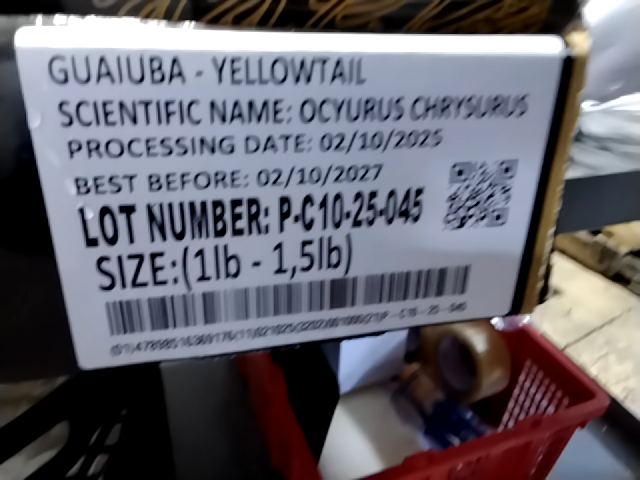 GUAIUBA - YELLOWTAIL
SCIENTIFIC NAME: OCYURUS CHRYSURUS
PROCESSING DATE: 02/10/2025
BEST BEFORE: 02/10/2027
LOT NUMBER: P-C10-25-045
SIZE:(1lb - 1,5lb)